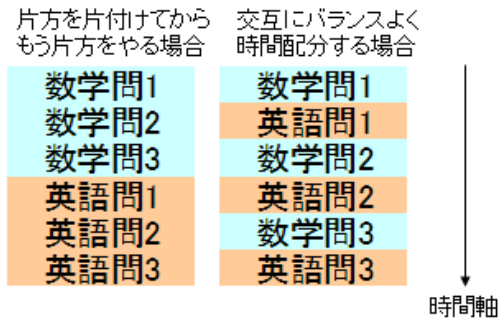 片方を片付けてから
もう片方をやる場合
交互にバランスよく
時間配分する場合
数学問1
数学問2
数学問3
英語問1
英語問2
英語問3
数学問1
英語問1
数学問2
英語問2
数学問3
英語問3
時間軸